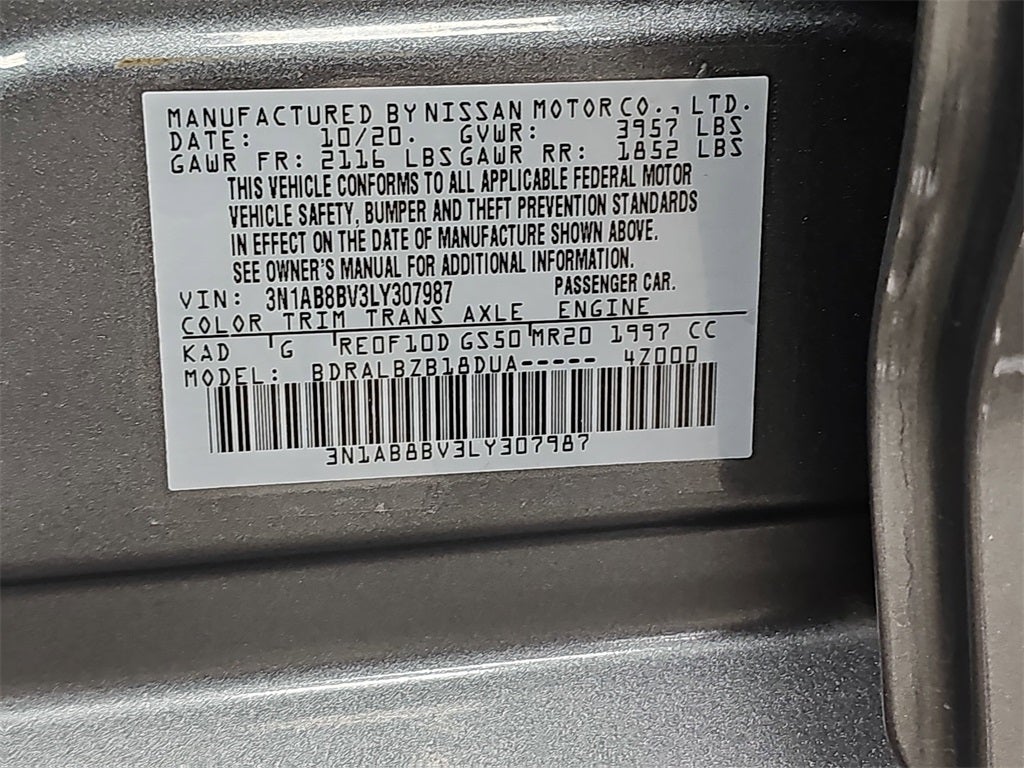 MANUFACTURED BY NISSAN MOTOR CO., LTD.
DATE: 10/20. GVWR: 3957 LBS
GAWR FR: 2116 LBS GAWR RR: 1852 LBS
THIS VEHICLE CONFORMS TO ALL APPLICABLE FEDERAL MOTOR
VEHICLE SAFETY, BUMPER AND THEFT PREVENTION STANDARDS
IN EFFECT ON THE DATE OF MANUFACTURE SHOWN ABOVE.
SEE OWNER'S MANUAL FOR ADDITIONAL INFORMATION.
VIN: 3N1AB8BV3LY307987 PASSENGER CAR.
COLOR TRIM TRANS AXLE ENGINE
KAD G RE0F10D GS50 MR20 1997 CC
MODEL: BDRALBZB18DUA----- 4Z000
3N1AB8BV3LY307987